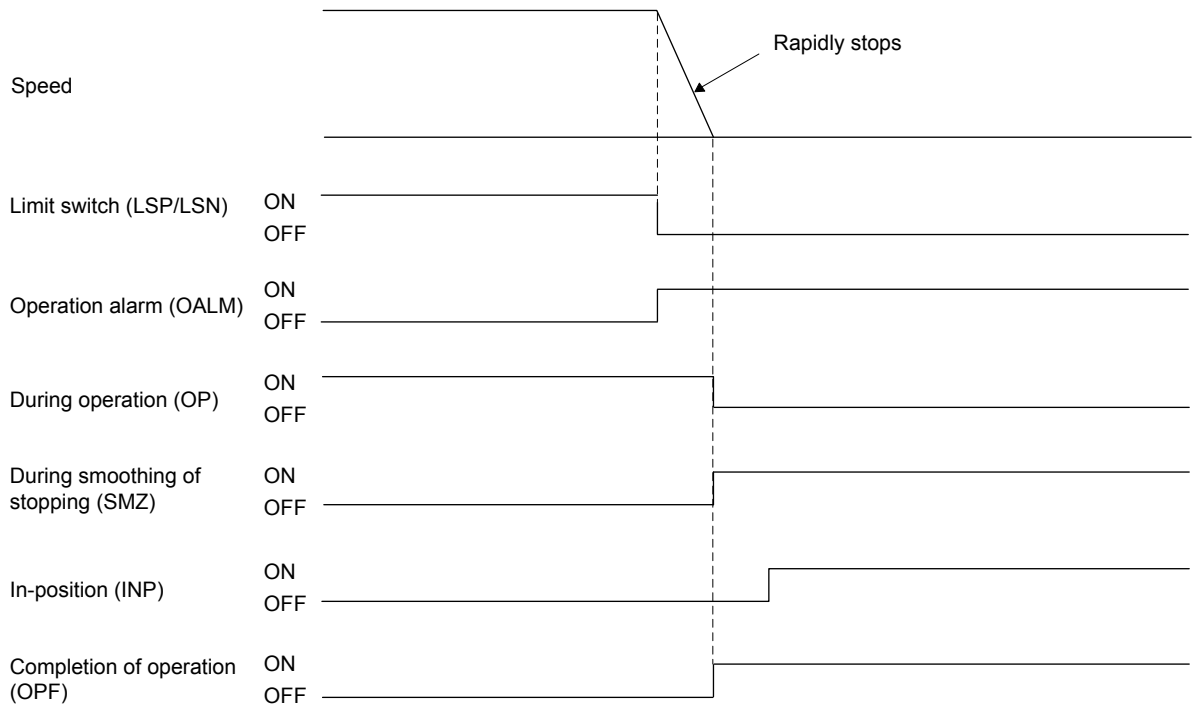 Rapidly stops
Speed
Limit switch (LSP/LSN)
ON
OFF
Operation alarm (OALM)
ON
OFF
During operation (OP)
ON
OFF
During smoothing of
stopping (SMZ)
ON
OFF
In-position (INP)
ON
OFF
Completion of operation
(OPF)
ON
OFF